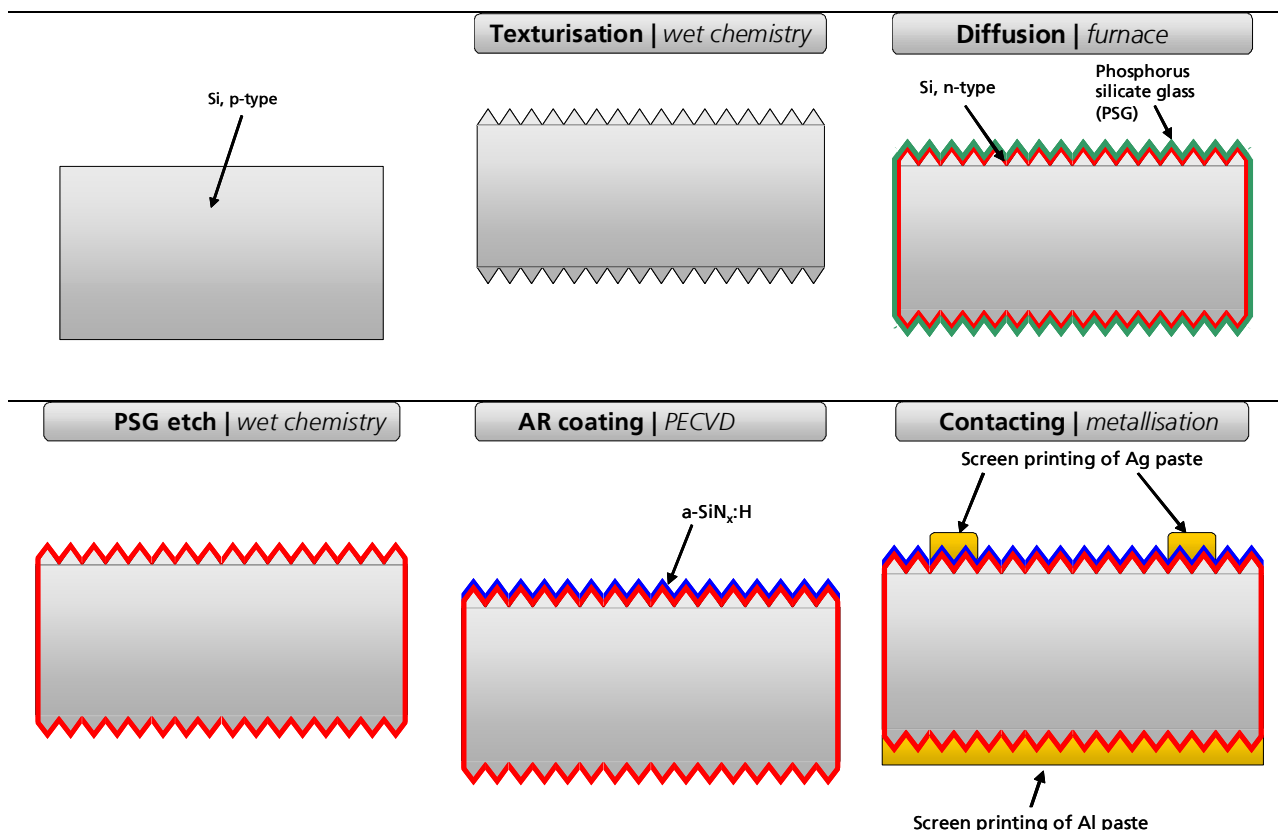 Texturisation | wet chemistry
Diffusion | furnace
Si, p-type
Si, n-type
Phosphorus
silicate glass
(PSG)
PSG etch | wet chemistry
AR coating | PECVD
Contacting | metallisation
Screen printing of Ag paste
a-SiNx:H
Screen printing of Al paste